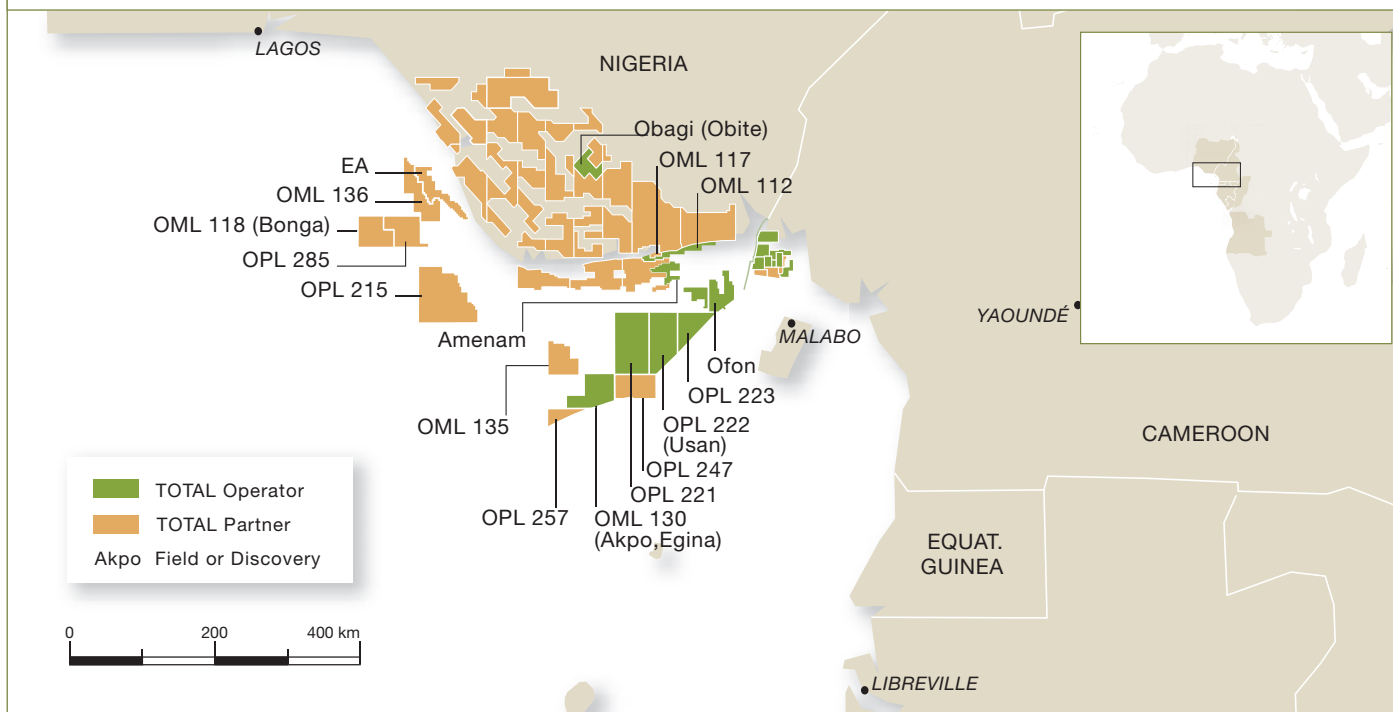 LAGOS
NIGERIA
Obagi (Obite)
OML 117
OML 112
EA
OML 136
OML 118 (Bonga)
OPL 285
OPL 215
Amenam
MALABO
YAOUNDÉ
Ofon
OPL 223
OML 135
OPL 222
(Usan)
CAMEROON
OPL 247
OPL 221
OPL 257
OML 130
(Akpo,Egina)
EQUAT.
GUINEA
TOTAL Operator
TOTAL Partner
Akpo Field or Discovery
0 200 400 km
LIBREVILLE